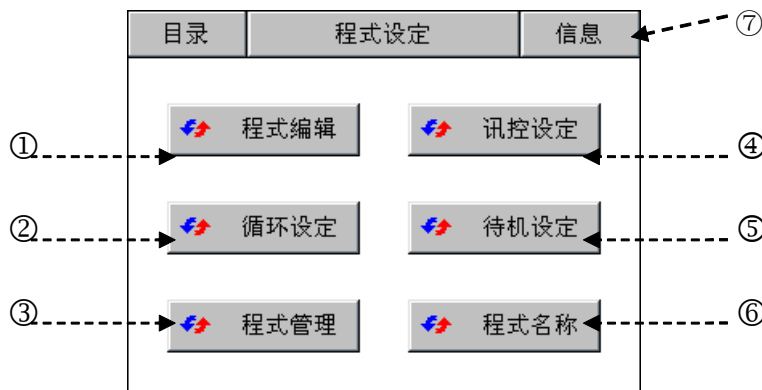 目录 程式设定 信息 ⑦
① 程式编辑 讯控设定 ④
② 循环设定 待机设定 ⑤
③ 程式管理 程式名称 ⑥